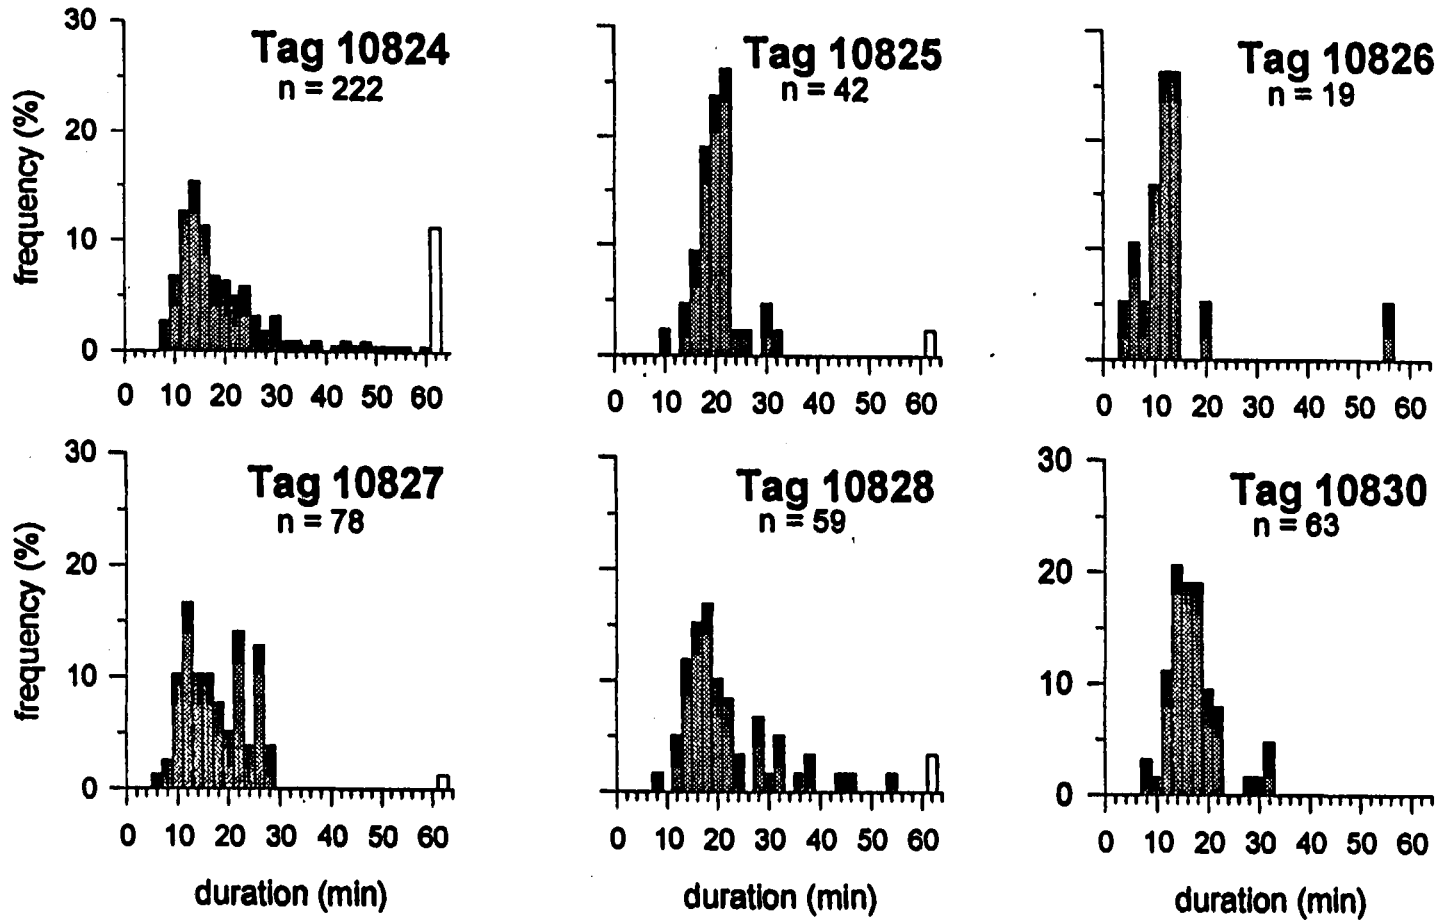 Tag 10824
n = 222
frequency (%)
30
20
10
0
0 10 20 30 40 50 60
Tag 10825
n = 42
0 10 20 30 40 50 60
Tag 10826
n = 19
0 10 20 30 40 50 60
Tag 10827
n = 78
frequency (%)
30
20
10
0
0 10 20 30 40 50 60
duration (min)
Tag 10828
n = 59
0 10 20 30 40 50 60
duration (min)
Tag 10830
n = 63
30
20
10
0
0 10 20 30 40 50 60
duration (min)